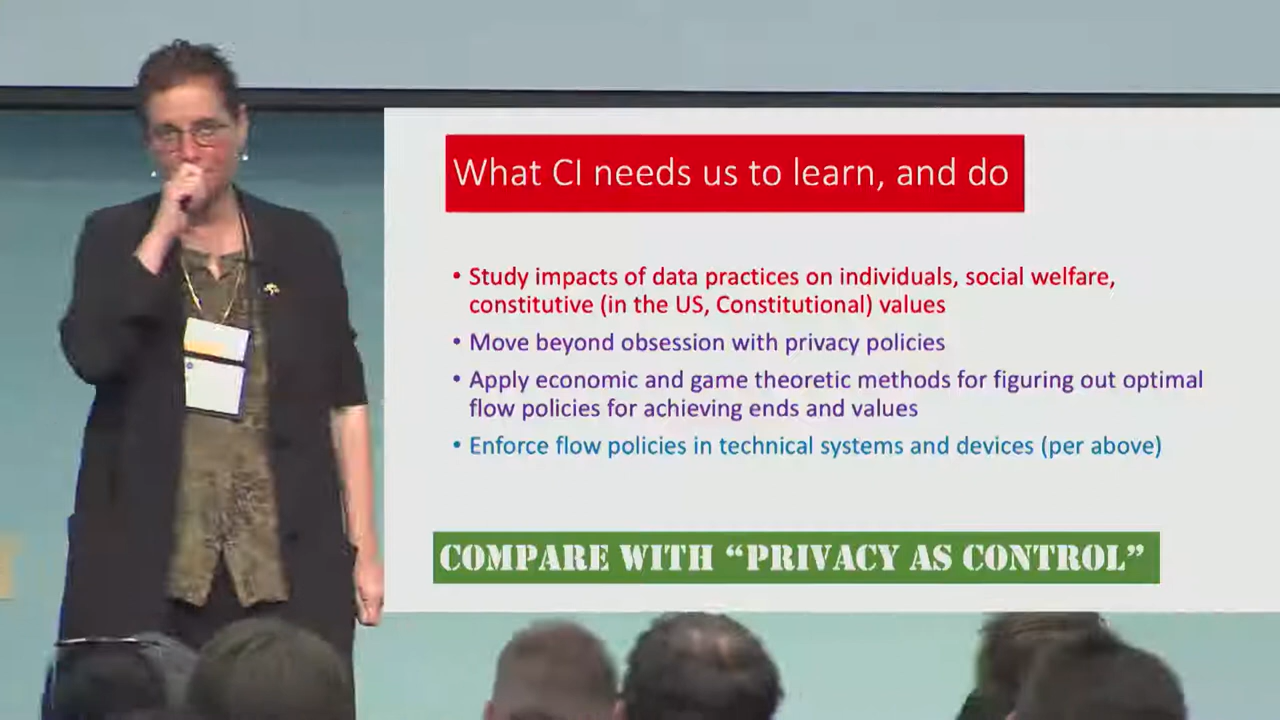 What CI needs us to learn, and do
• Study impacts of data practices on individuals, social welfare,
constitutive (in the US, Constitutional) values
• Move beyond obsession with privacy policies
• Apply economic and game theoretic methods for figuring out optimal
flow policies for achieving ends and values
• Enforce flow policies in technical systems and devices (per above)
COMPARE WITH “PRIVACY AS CONTROL”